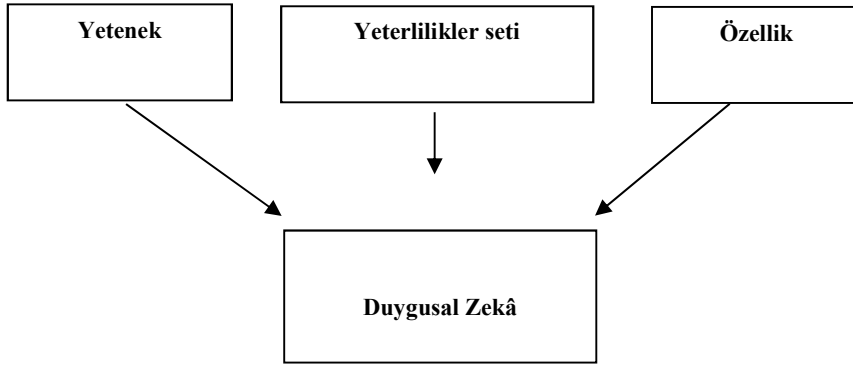 Yetenek
Yeterlilikler seti
Özellik
Duygusal Zekâ